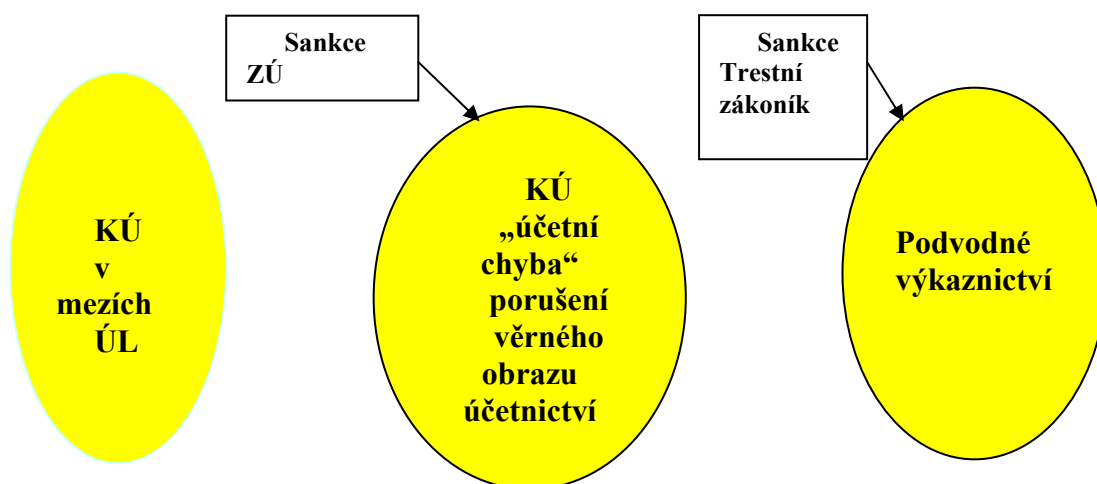 Sankce
ZÚ
Sankce
Trestní
zákoník
KÚ
v
mezích
ÚL
KÚ
„účetní
chyba“
porušení
věrného
obrazu
účetnictví
Podvodné
výkaznictví